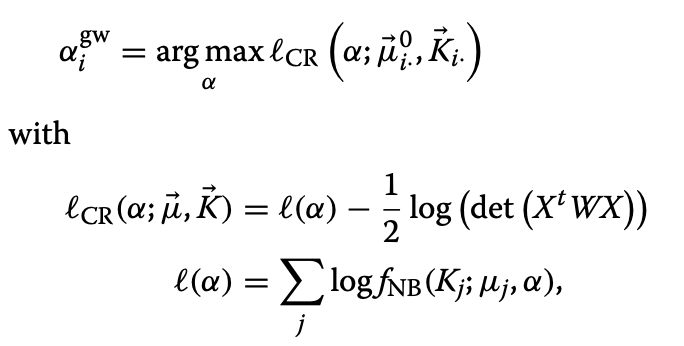 α_i^gw = arg max_α ℓ_CR (α; μ⃗_i·^0, K⃗_i·)
with
ℓ_CR(α; μ⃗, K⃗) = ℓ(α) − 1/2 log (det (X^t WX))
ℓ(α) = ∑_j log f_NB(K_j; μ_j, α),